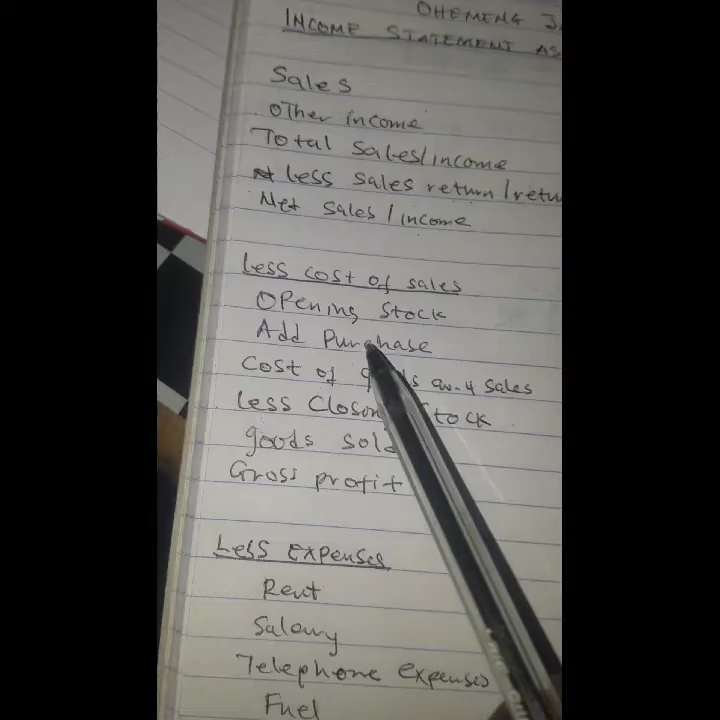 OHEMENG
INCOME STATEMENT AS
Sales
Other income
Total Sales/income
Less sales return/retu
Net sales/income
Less cost of sales
Opening Stock
Add Purchase
Cost of sales
Less Stock
goods
Gross profit
Less Expenses
Rent
Salary
Telephone expenses
Fuel